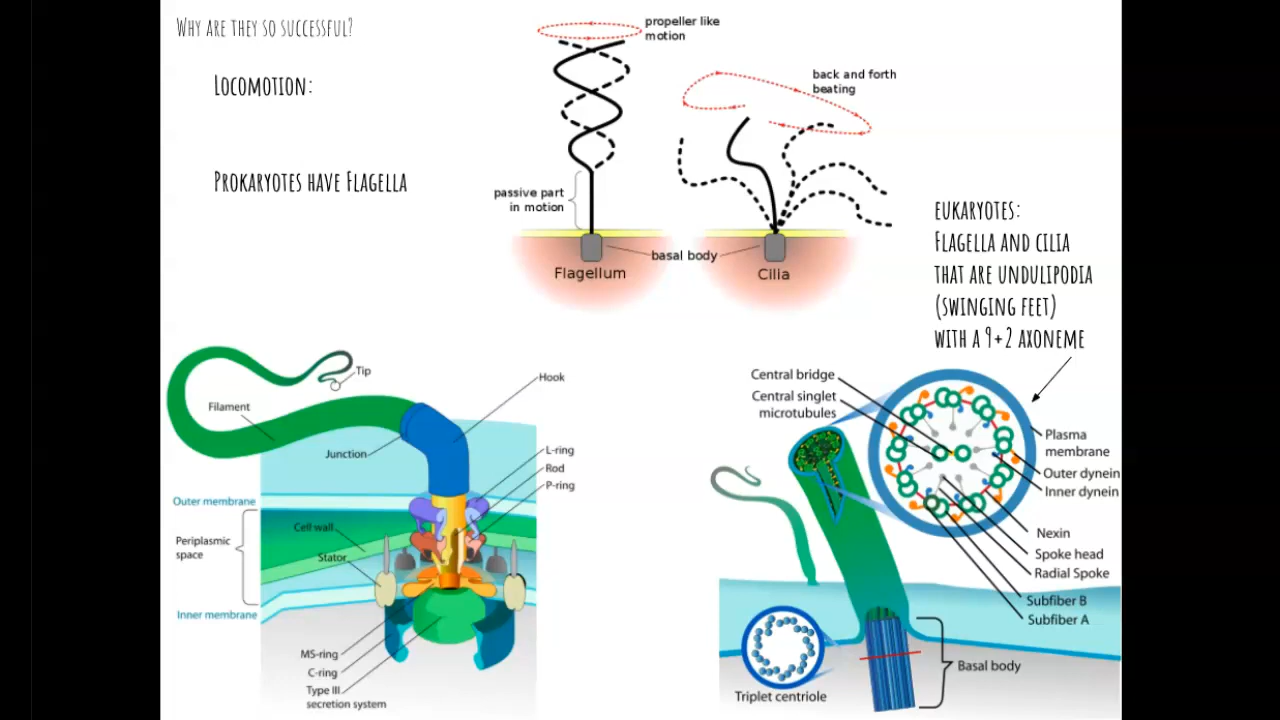 Why are they so successful?
Locomotion:
Prokaryotes have Flagella
propeller like
motion
back and forth
beating
passive part
in motion
basal body
Flagellum
Cilia
eukaryotes:
Flagella and cilia
that are undulipodia
(swinging feet)
with a 9+2 axoneme
Tip
Hook
Filament
Junction
L-ring
Rod
P-ring
Outer membrane
Cell wall
Periplasmic
space
Stator
Inner membrane
MS-ring
C-ring
Type III
secretion system
Central bridge
Central singlet
microtubules
Plasma
membrane
Outer dynein
Inner dynein
Nexin
Spoke head
Radial Spoke
Subfiber B
Subfiber A
Basal body
Triplet centriole